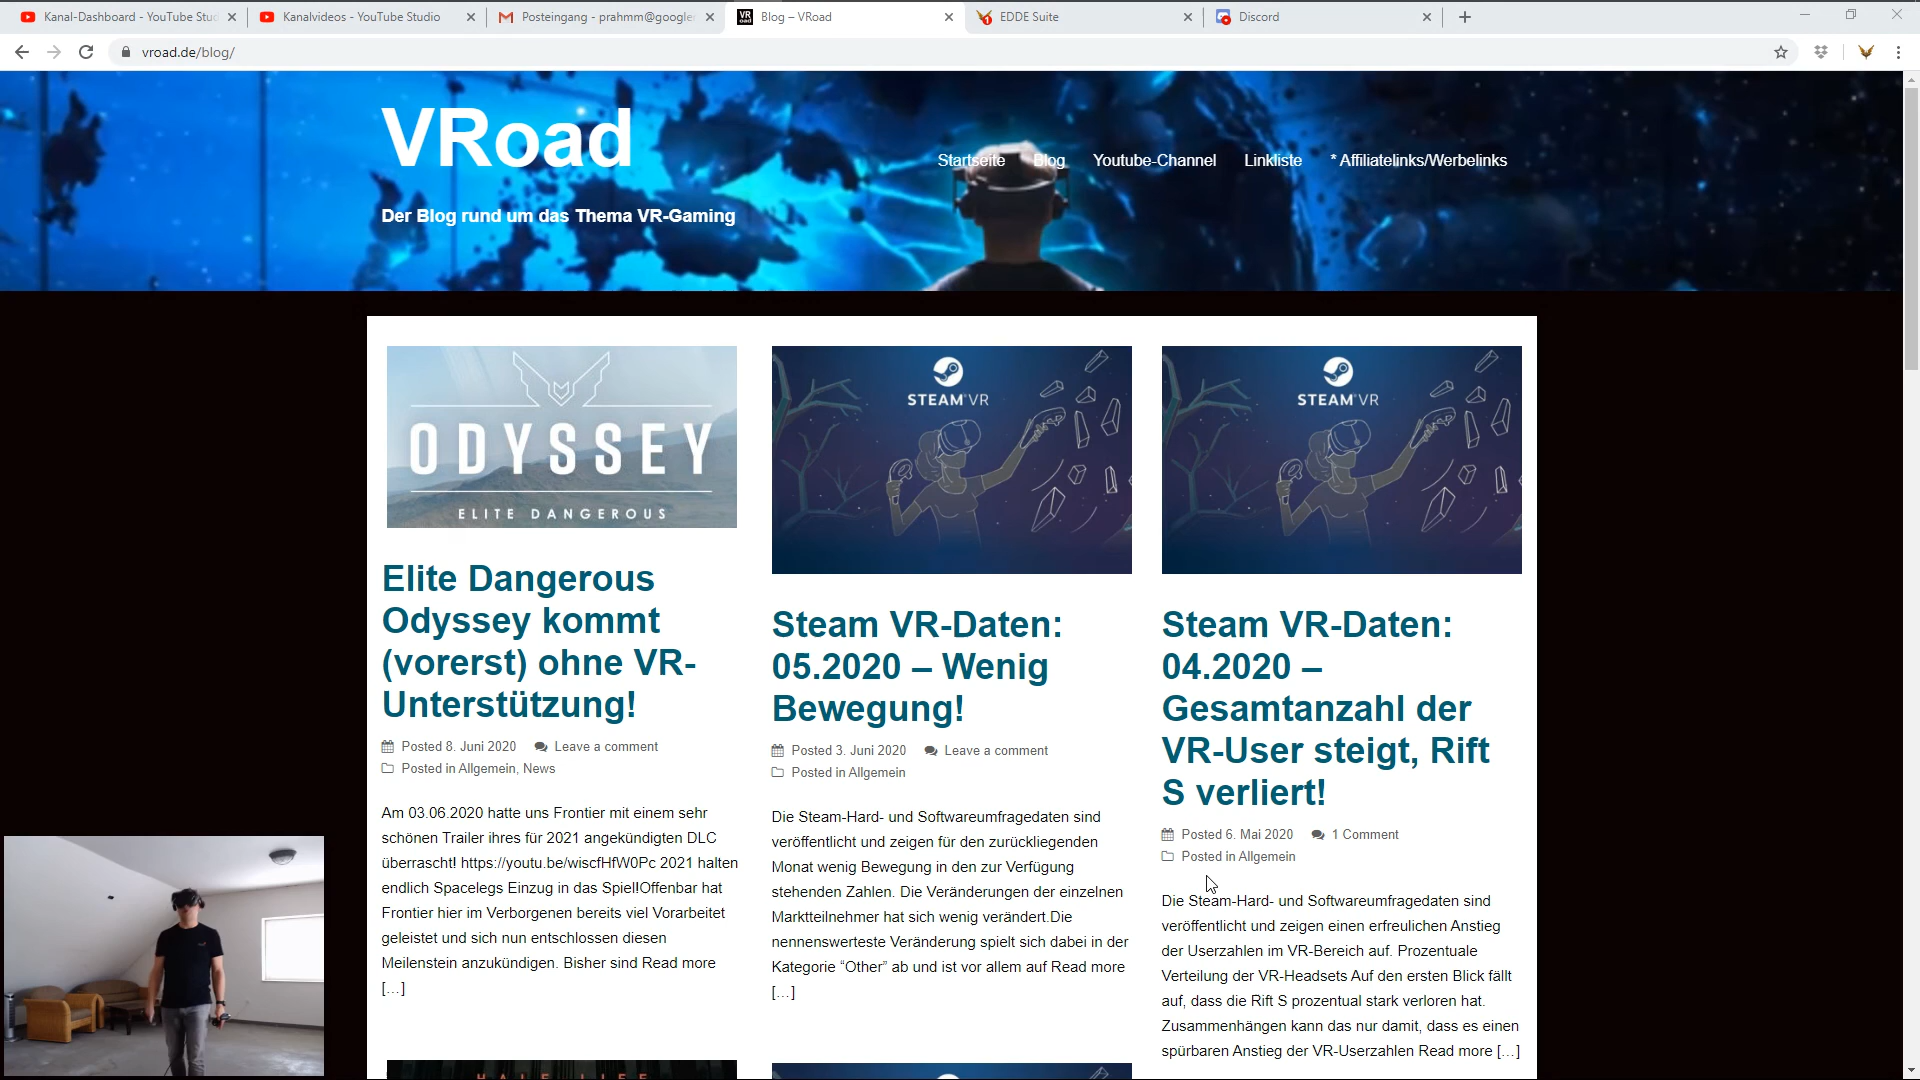 Kanal-Dashboard - YouTube Stu
Kanalvideos - YouTube Studio
Posteingang - prahmm@google
Blog – VRoad
EDDE Suite
Discord
vroad.de/blog/
VRoad
Startseite
Blog
Youtube-Channel
Linkliste
* Affiliatelinks/Werbelinks
Der Blog rund um das Thema VR-Gaming
ODYSSEY
ELITE DANGEROUS
Elite Dangerous
Odyssey kommt
(vorerst) ohne VR-
Unterstützung!
Posted 8. Juni 2020 Leave a comment
Posted in Allgemein, News
Am 03.06.2020 hatte uns Frontier mit einem sehr
schönen Trailer ihres für 2021 angekündigten DLC
überrascht! https://youtu.be/wiscfHfW0Pc 2021 halten
endlich Spacelegs Einzug in das Spiel!Offenbar hat
Frontier hier im Verborgenen bereits viel Vorarbeitet
geleistet und sich nun entschlossen diesen
Meilenstein anzukündigen. Bisher sind Read more
[…]
STEAM VR
Steam VR-Daten:
05.2020 – Wenig
Bewegung!
Posted 3. Juni 2020 Leave a comment
Posted in Allgemein
Die Steam-Hard- und Softwareumfragedaten sind
veröffentlicht und zeigen für den zurückliegenden
Monat wenig Bewegung in den zur Verfügung
stehenden Zahlen. Die Veränderungen der einzelnen
Marktteilnehmer hat sich wenig verändert.Die
nennenswerteste Veränderung spielt sich dabei in der
Kategorie “Other” ab und ist vor allem auf Read more
[…]
STEAM VR
Steam VR-Daten:
04.2020 –
Gesamtanzahl der
VR-User steigt, Rift
S verliert!
Posted 6. Mai 2020 1 Comment
Posted in Allgemein
Die Steam-Hard- und Softwareumfragedaten sind
veröffentlicht und zeigen einen erfreulichen Anstieg
der Userzahlen im VR-Bereich auf. Prozentuale
Verteilung der VR-Headsets Auf den ersten Blick fällt
auf, dass die Rift S prozentual stark verloren hat.
Zusammenhängen kann das nur damit, dass es einen
spürbaren Anstieg der VR-Userzahlen Read more […]